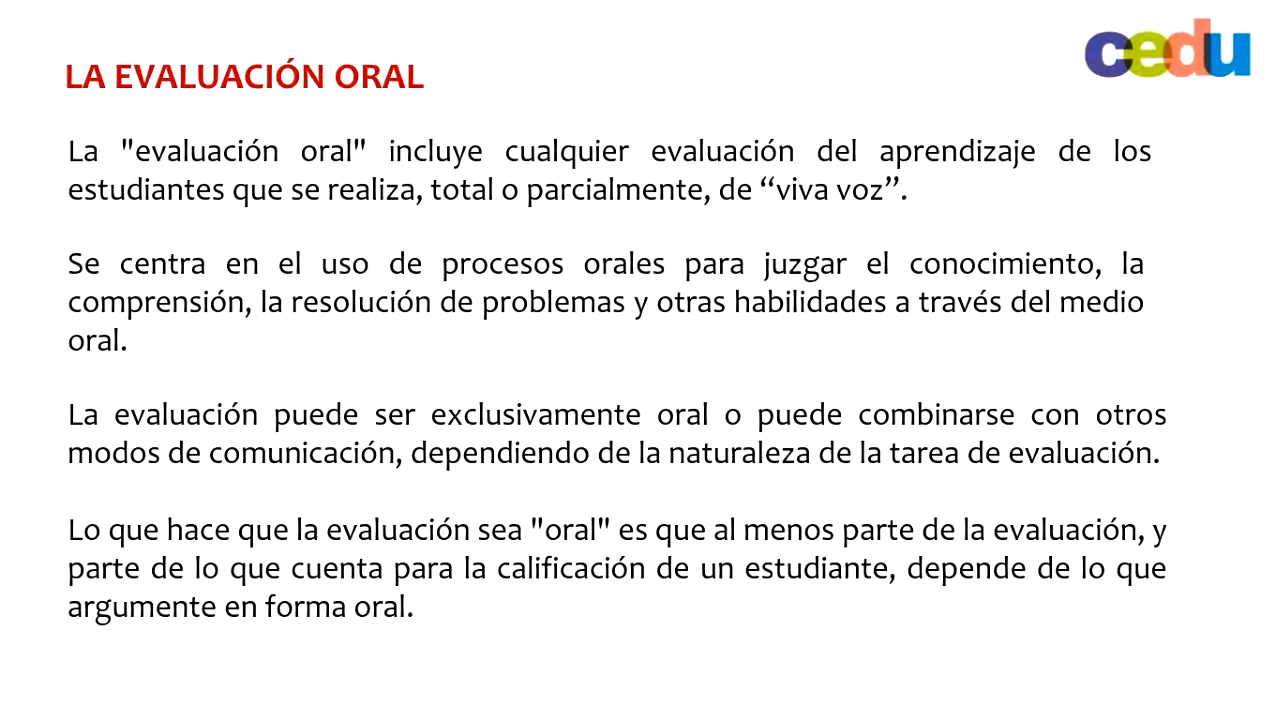 cedu
LA EVALUACIÓN ORAL
La "evaluación oral" incluye cualquier evaluación del aprendizaje de los
estudiantes que se realiza, total o parcialmente, de “viva voz”.
Se centra en el uso de procesos orales para juzgar el conocimiento, la
comprensión, la resolución de problemas y otras habilidades a través del medio
oral.
La evaluación puede ser exclusivamente oral o puede combinarse con otros
modos de comunicación, dependiendo de la naturaleza de la tarea de evaluación.
Lo que hace que la evaluación sea "oral" es que al menos parte de la evaluación, y
parte de lo que cuenta para la calificación de un estudiante, depende de lo que
argumente en forma oral.